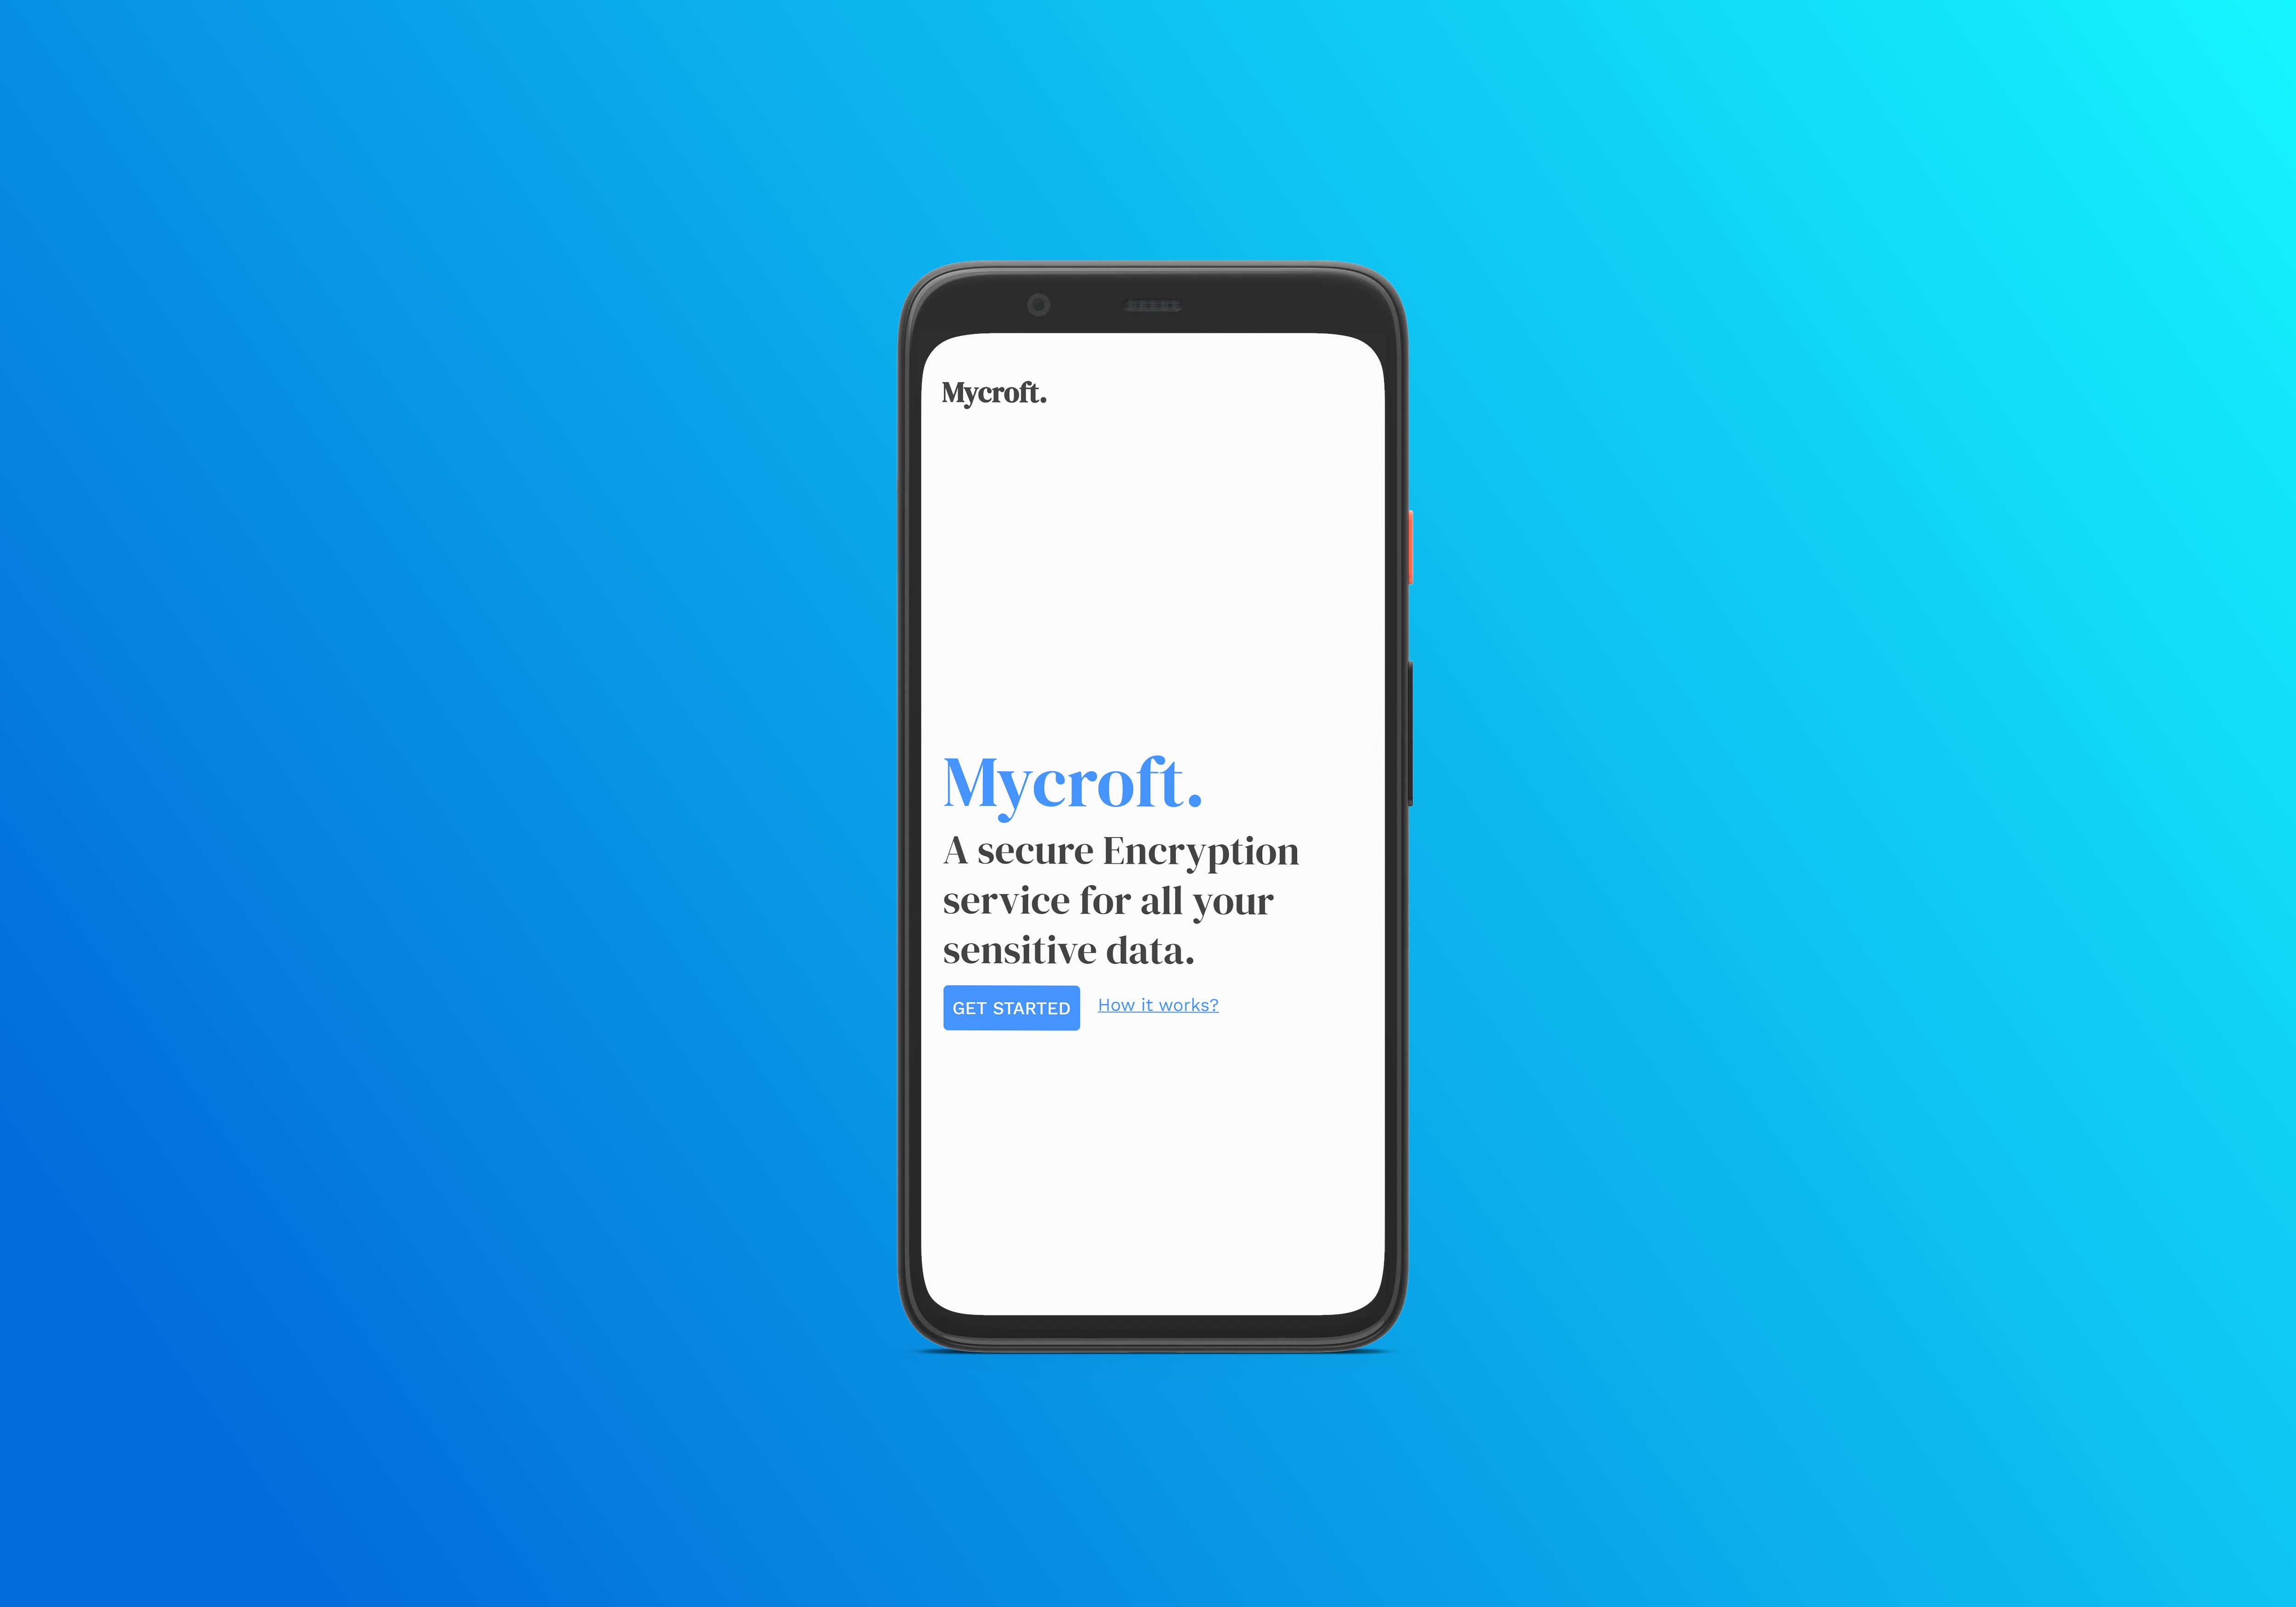 Mycroft.
Mycroft.
A secure Encryption
service for all your
sensitive data.
GET STARTED
How it works?